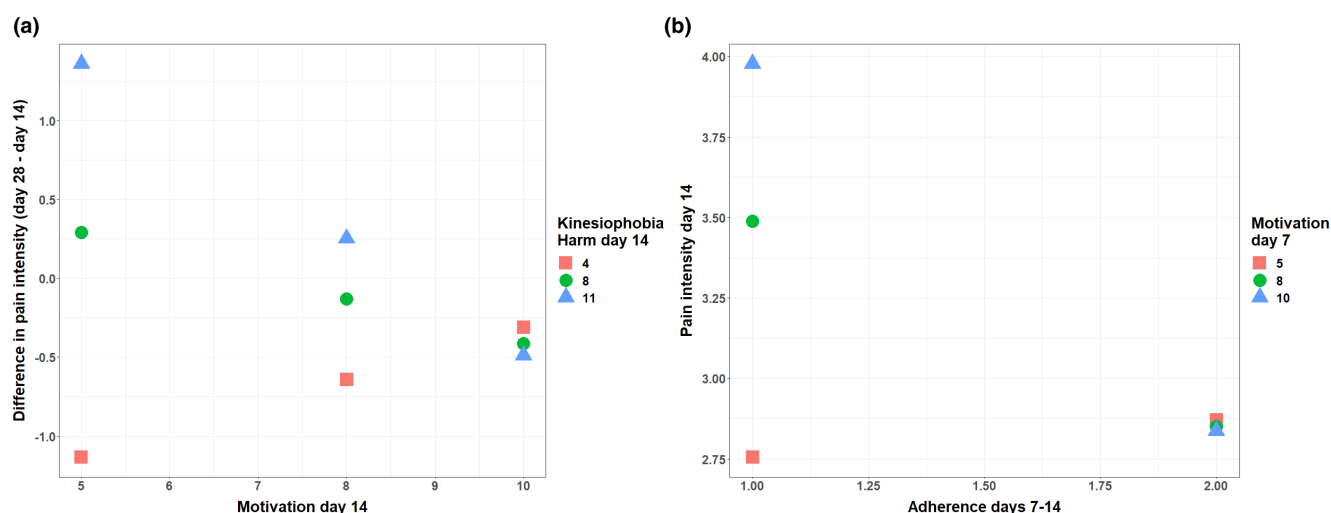 (a)
Difference in pain intensity (day 28 - day 14)
1.0
0.5
0.0
-0.5
-1.0
5 6 7 8 9 10
Motivation day 14
Kinesiophobia
Harm day 14
4
8
11
(b)
Pain intensity day 14
4.00
3.75
3.50
3.25
3.00
2.75
1.00 1.25 1.50 1.75 2.00
Adherence days 7-14
Motivation
day 7
5
8
10